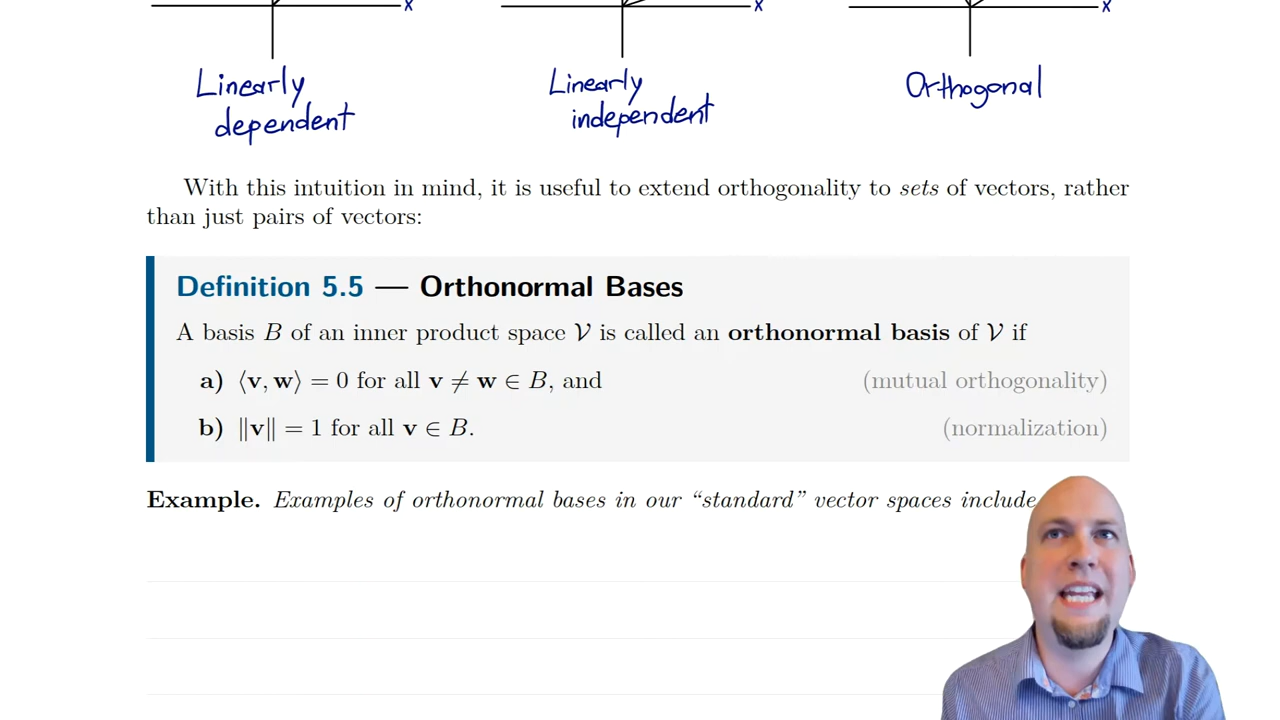 x x x
Linearly dependent
Linearly independent
Orthogonal
With this intuition in mind, it is useful to extend orthogonality to sets of vectors, rather
than just pairs of vectors:
Definition 5.5 — Orthonormal Bases
A basis B of an inner product space 𝒱 is called an orthonormal basis of 𝒱 if
a) ⟨v, w⟩ = 0 for all v ≠ w ∈ B, and (mutual orthogonality)
b) ‖v‖ = 1 for all v ∈ B. (normalization)
Example. Examples of orthonormal bases in our “standard” vector spaces include